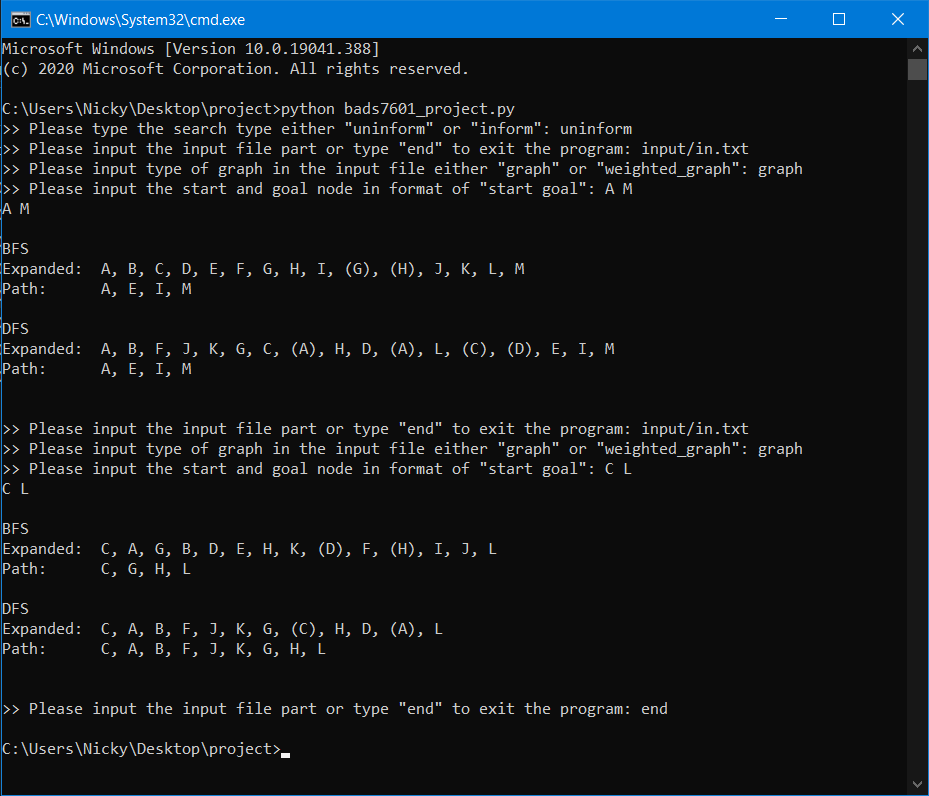 C:\Windows\System32\cmd.exe
Microsoft Windows [Version 10.0.19041.388]
(c) 2020 Microsoft Corporation. All rights reserved.
C:\Users\Nicky\Desktop\project>python bads7601_project.py
>> Please type the search type either "uninform" or "inform": uninform
>> Please input the input file part or type "end" to exit the program: input/in.txt
>> Please input type of graph in the input file either "graph" or "weighted_graph": graph
>> Please input the start and goal node in format of "start goal": A M
A M
BFS
Expanded:  A, B, C, D, E, F, G, H, I, (G), (H), J, K, L, M
Path:      A, E, I, M
DFS
Expanded:  A, B, F, J, K, G, C, (A), H, D, (A), L, (C), (D), E, I, M
Path:      A, E, I, M
>> Please input the input file part or type "end" to exit the program: input/in.txt
>> Please input type of graph in the input file either "graph" or "weighted_graph": graph
>> Please input the start and goal node in format of "start goal": C L
C L
BFS
Expanded:  C, A, G, B, D, E, H, K, (D), F, (H), I, J, L
Path:      C, G, H, L
DFS
Expanded:  C, A, B, F, J, K, G, (C), H, D, (A), L
Path:      C, A, B, F, J, K, G, H, L
>> Please input the input file part or type "end" to exit the program: end
C:\Users\Nicky\Desktop\project>